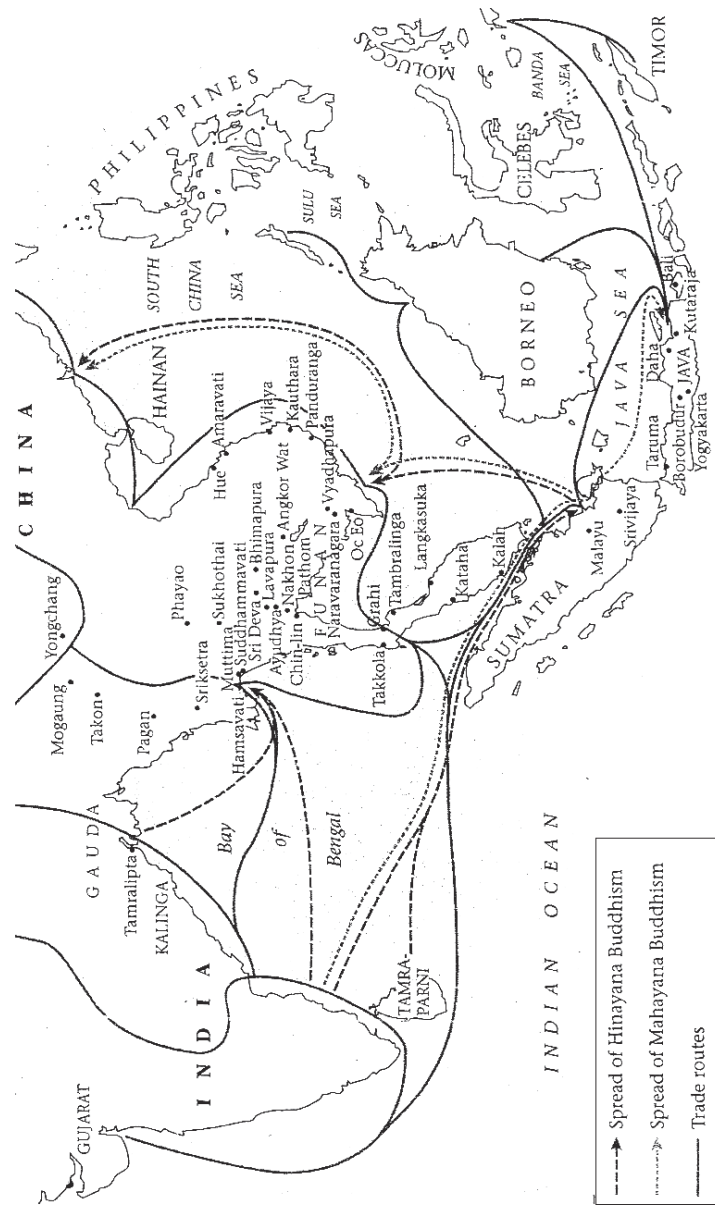 CHINA
Yongchang
Mogaung
Takon
Pagan
Phayao
Sriksetra
Sukhothai
Muttima
Hamsavati
Suddhammavati
Sri Deva
Bhimapura
Lavapura
Ayudhya
Angkor Wat
Nakhon
Pathom
Chin-lin
FUNAN
Naravaranagara
Vyadhapura
Oc Eo
HAINAN
Hue
Amaravati
Vijaya
Kauthara
Panduranga
SOUTH
CHINA
SEA
PHILIPPINES
SULU
SEA
GAUDA
Tamralipta
KALINGA
INDIA
GUJARAT
Bay
of
Bengal
TAMRA-
PARNI
Takkola
Grahi
Tambralinga
Langkasuka
Kataha
Kalah
SUMATRA
Malayu
Srivijaya
BORNEO
CELEBES
MOLUCCAS
BANDA
SEA
TIMOR
JAVA SEA
Taruma
Daha
Bali
Borobudur
JAVA
Kutaraja
Yogyakarta
INDIAN OCEAN
Spread of Hinayana Buddhism
Spread of Mahayana Buddhism
Trade routes